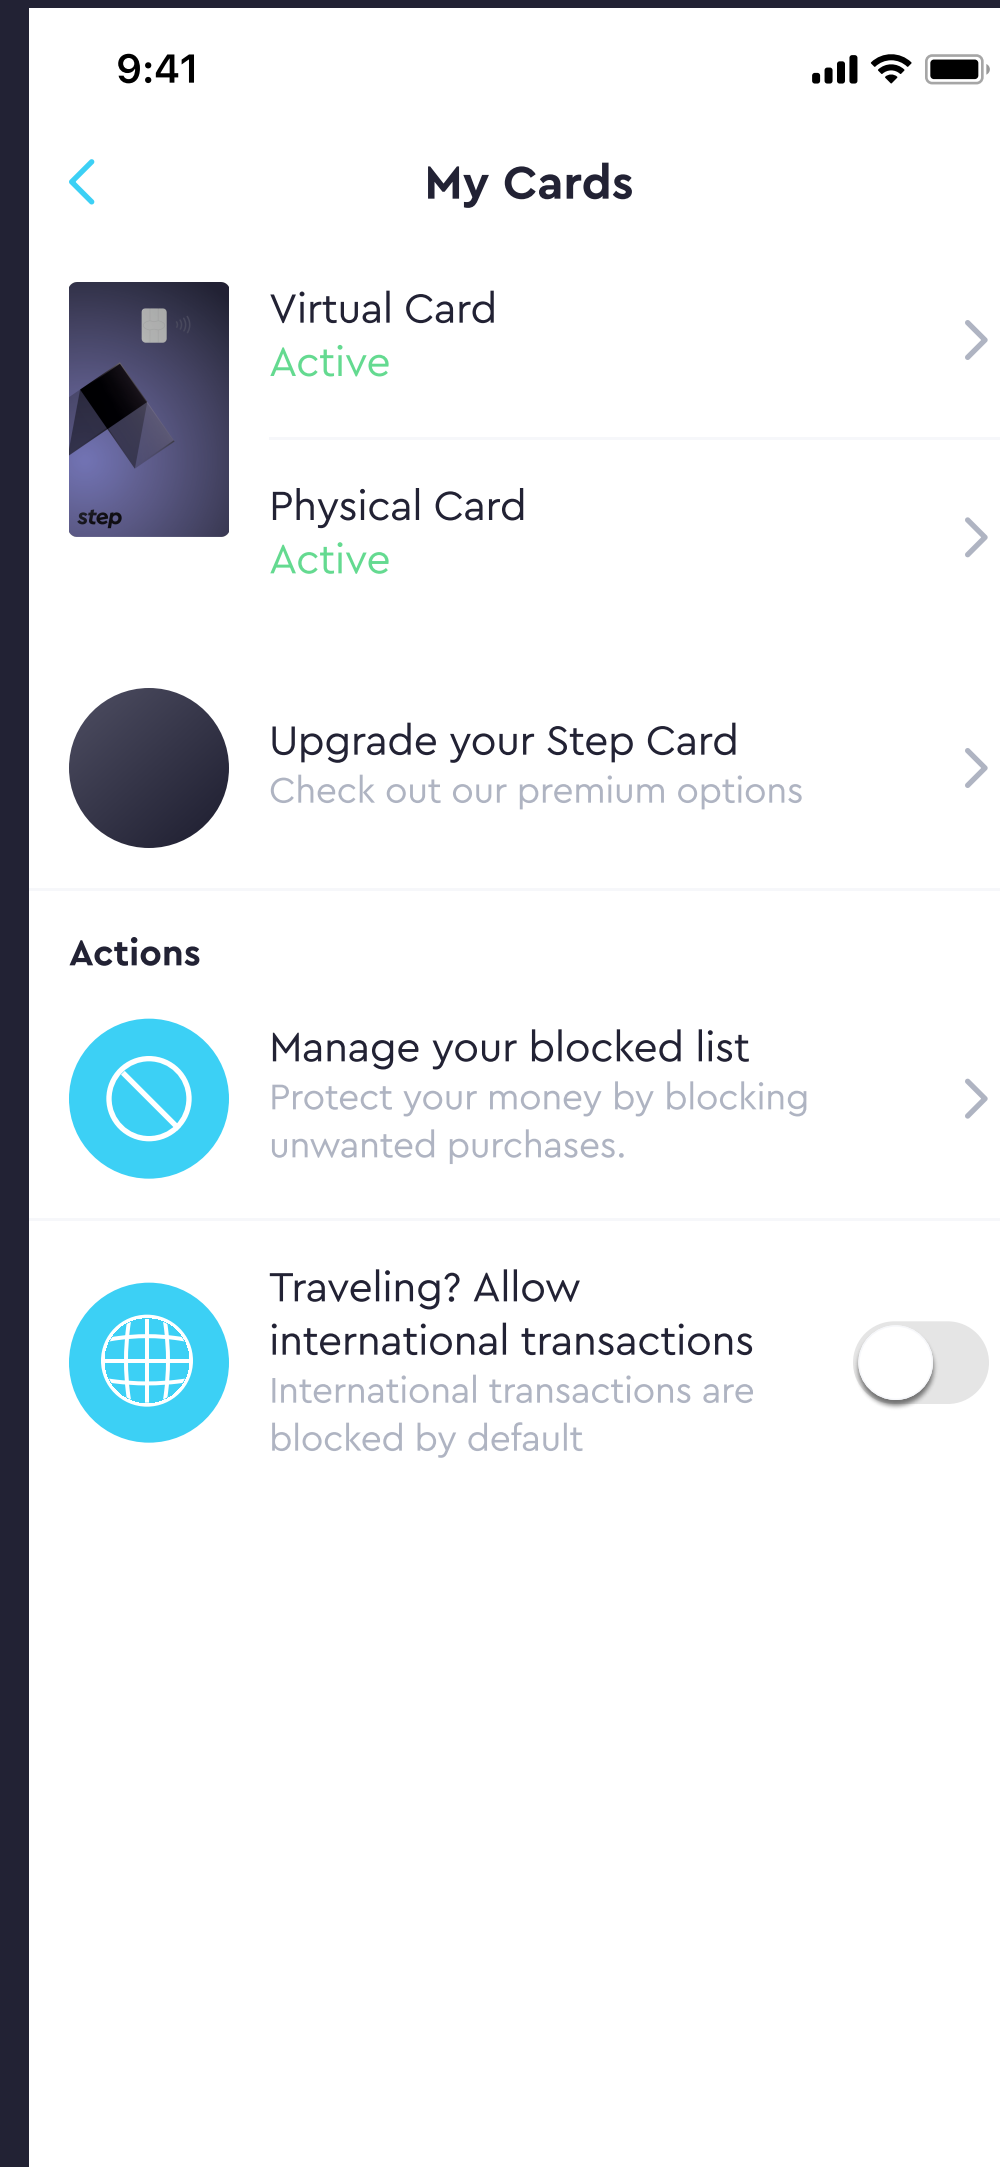 9:41
My Cards
Virtual Card
Active
step
Physical Card
Active
Upgrade your Step Card
Check out our premium options
Actions
Manage your blocked list
Protect your money by blocking
unwanted purchases.
Traveling? Allow
international transactions
International transactions are
blocked by default